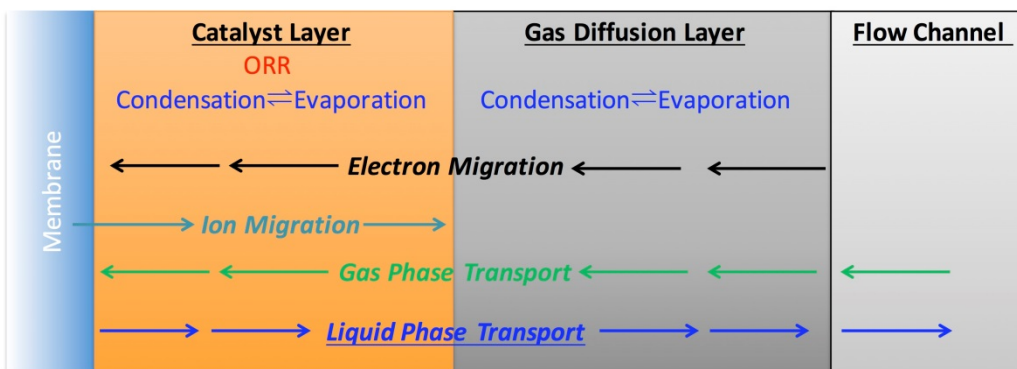 Catalyst Layer
Gas Diffusion Layer
Flow Channel
ORR
Condensation⇌Evaporation
Condensation⇌Evaporation
Electron Migration
Membrane
Ion Migration
Gas Phase Transport
Liquid Phase Transport